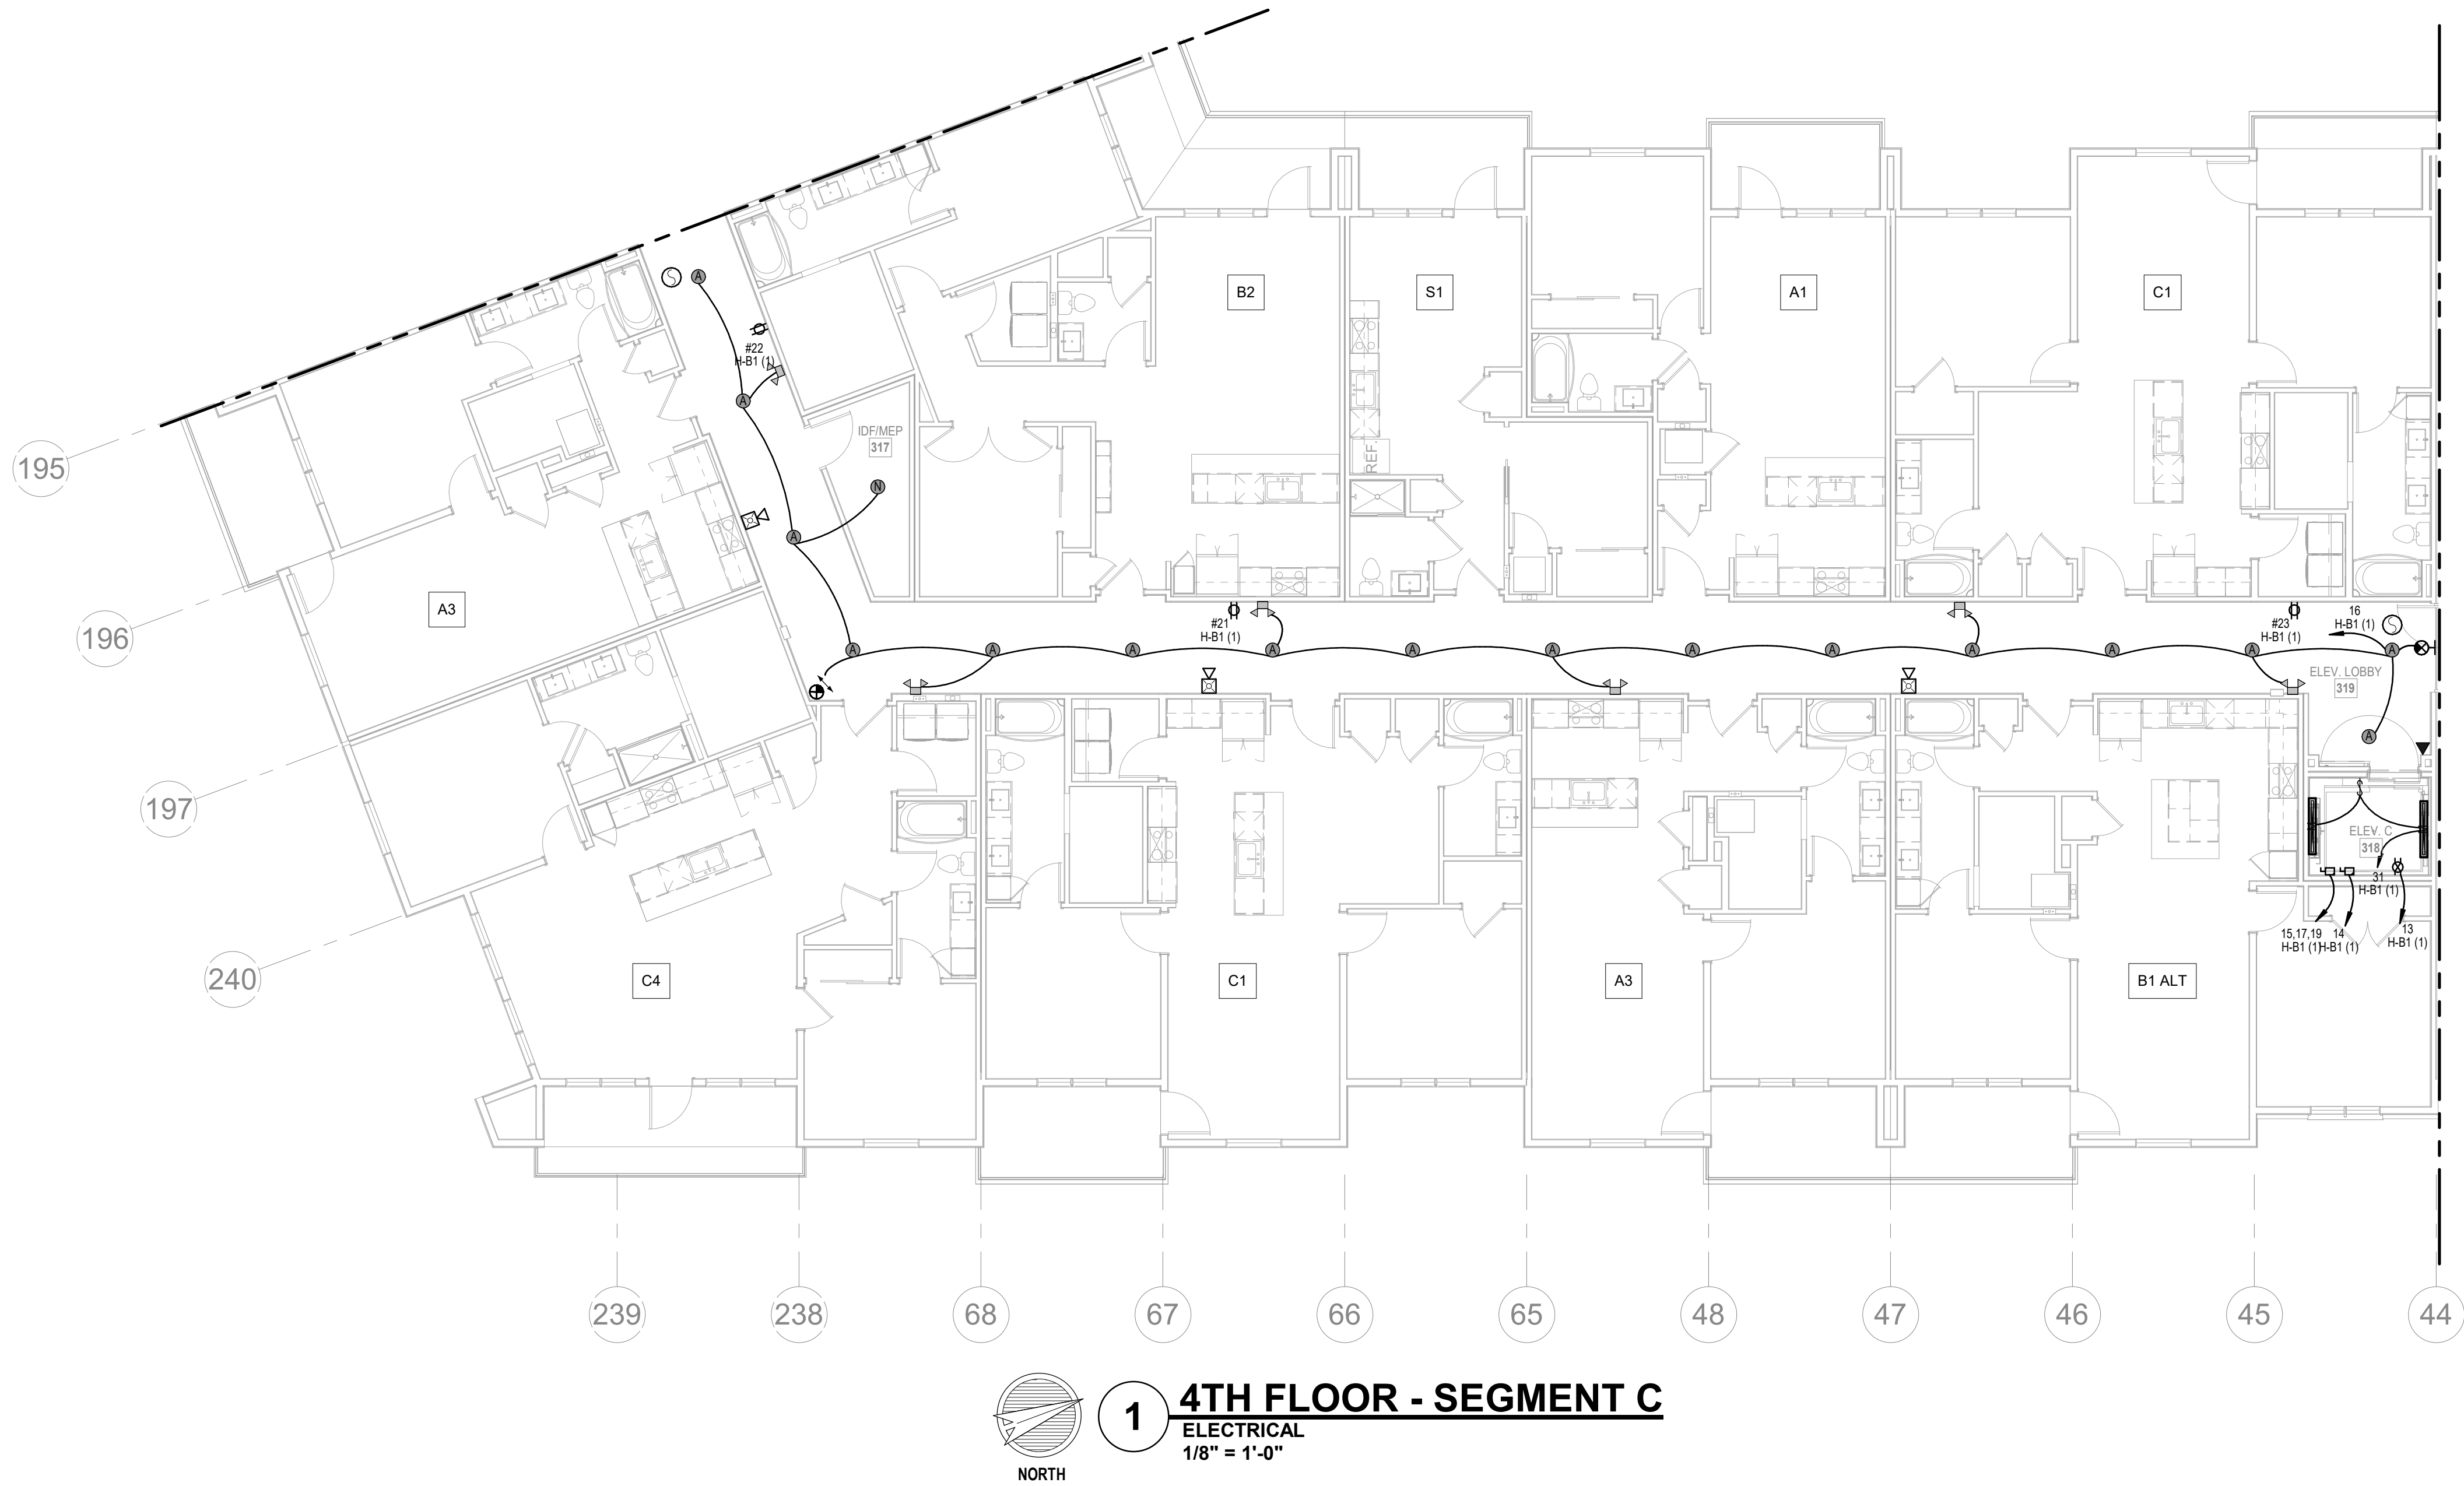 B2
S1
A1
C1
A
#22
H-B1 (1)
A
IDF/MEP
317
REF.
195
N
A
A3
196
#21
H-B1 (1)
#23
H-B1 (1)
16
H-B1 (1)
A
A
A
A
A
A
A
A
A
A
A
A
ELEV. LOBBY
319
A
197
ELEV. C
318
31
H-B1 (1)
15,17,19
H-B1 (1)
14
H-B1 (1)
13
H-B1 (1)
240
C4
C1
A3
B1 ALT
239
238
68
67
66
65
48
47
46
45
44
NORTH
1
4TH FLOOR - SEGMENT C
ELECTRICAL
1/8" = 1'-0"